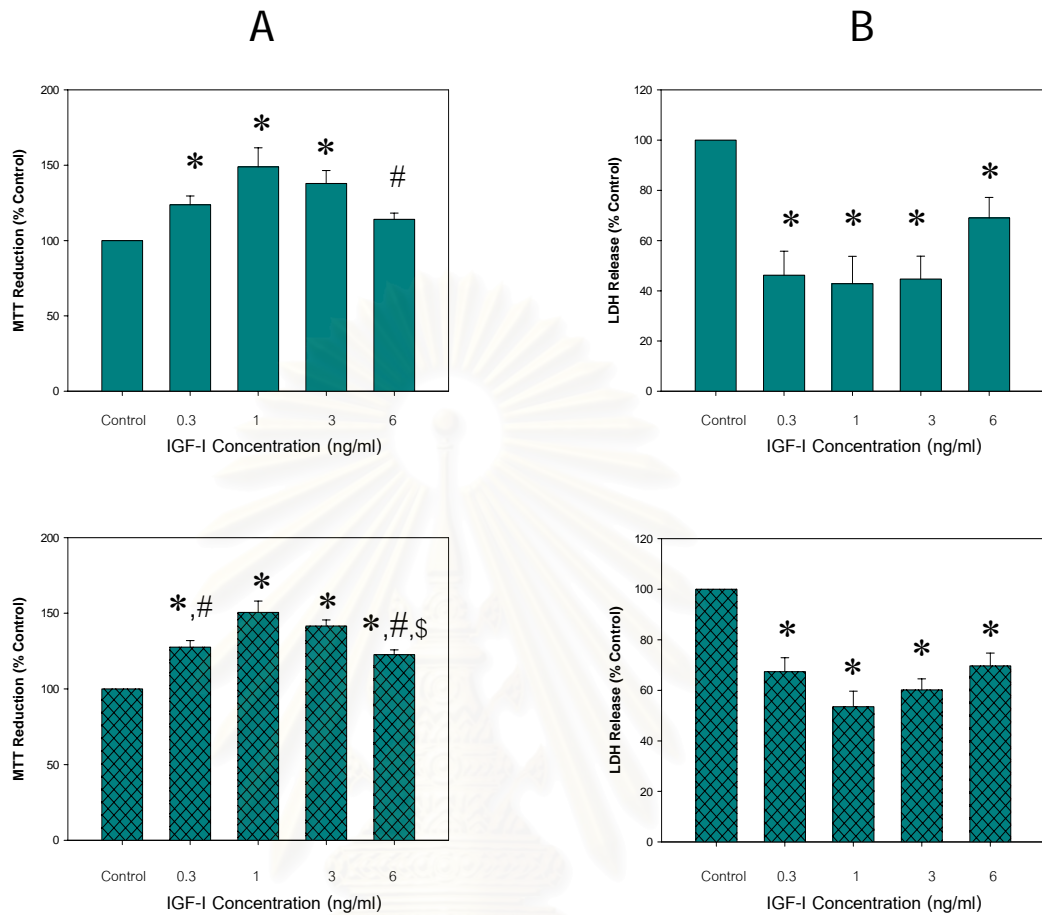 A
B
MTT Reduction (% Control)
200
150
100
50
0
*
*
*
#
Control 0.3 1 3 6
IGF-I Concentration (ng/ml)
LDH Release (% Control)
120
100
80
60
40
20
0
*
*
*
*
Control 0.3 1 3 6
IGF-I Concentration (ng/ml)
MTT Reduction (% Control)
200
150
100
50
0
*,#
*
*
*,#,$
Control 0.3 1 3 6
IGF-I Concentration (ng/ml)
LDH Release (% Control)
120
100
80
60
40
20
0
*
*
*
*
Control 0.3 1 3 6
IGF-I Concentration (ng/ml)